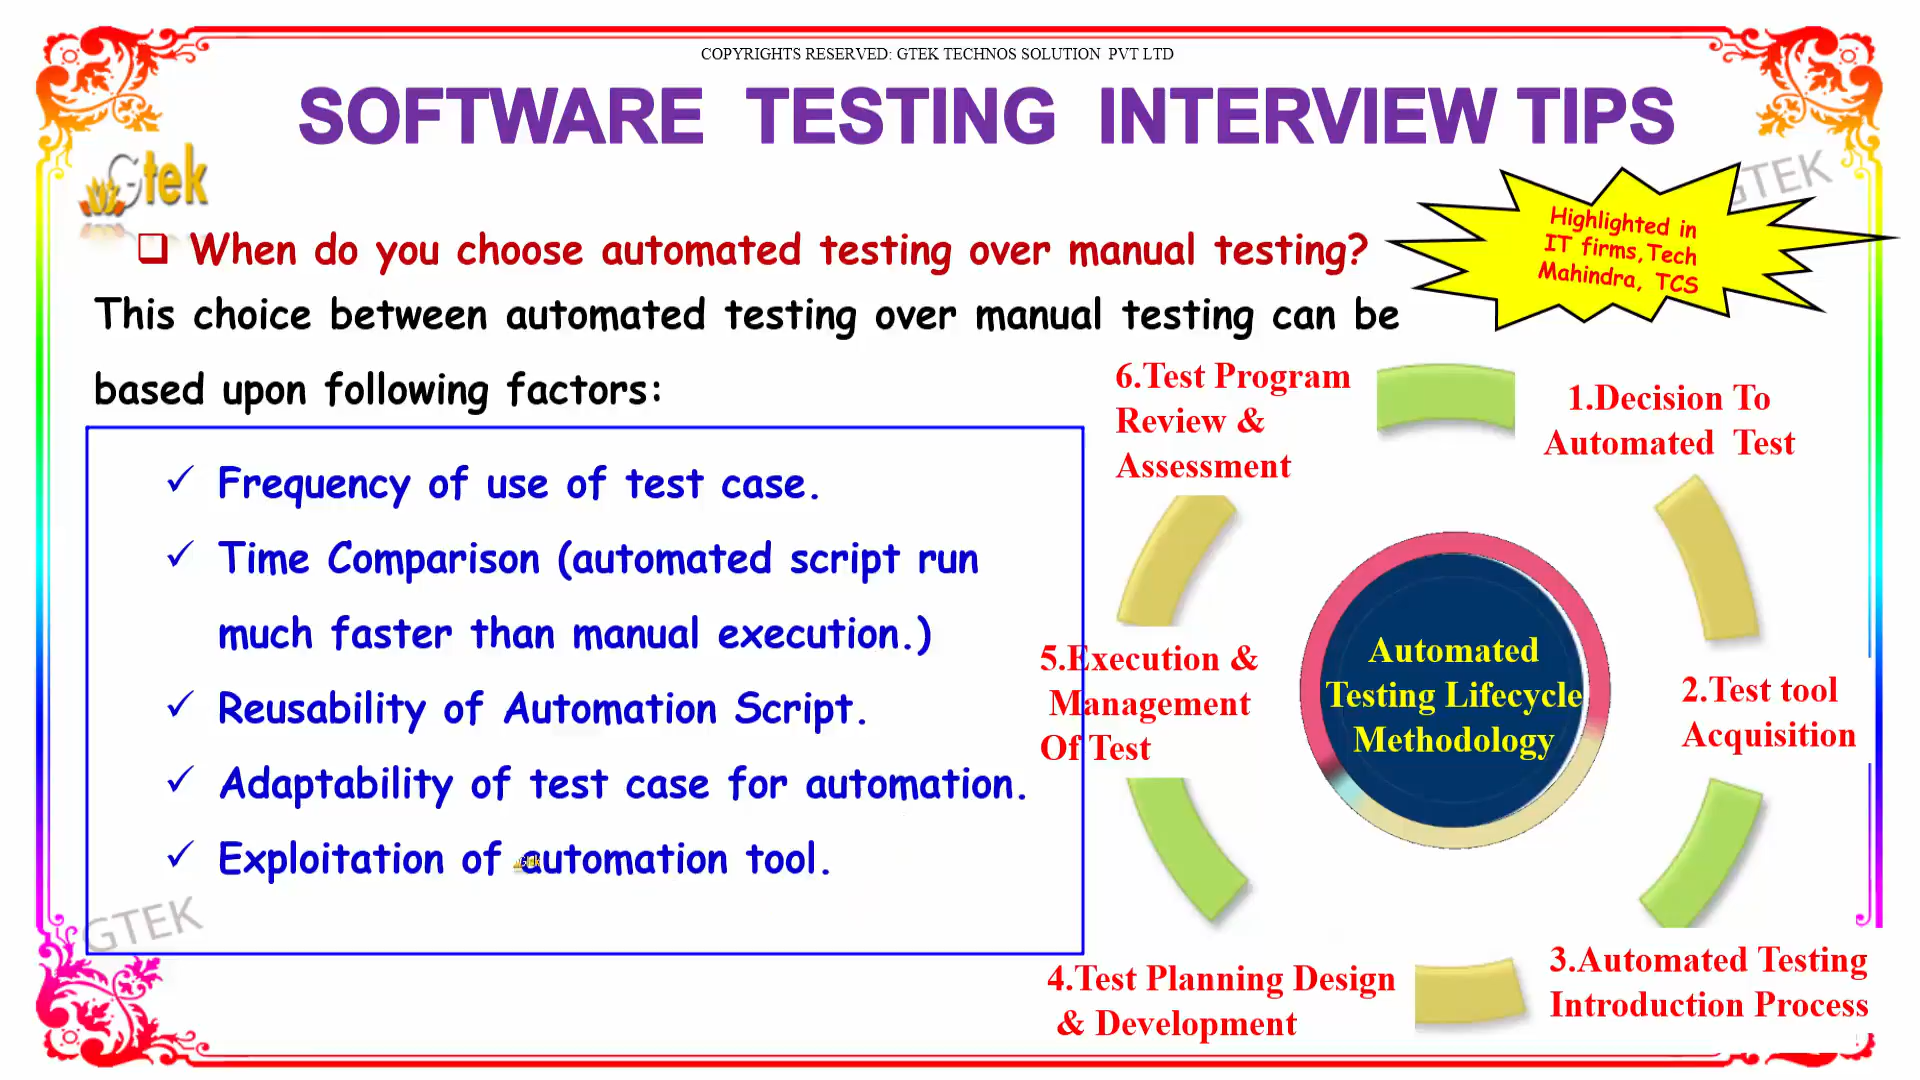 COPYRIGHTS RESERVED: GTEK TECHNOS SOLUTION PVT LTD
SOFTWARE TESTING INTERVIEW TIPS
Gtek
GTEK
Highlighted in
IT firms,Tech
Mahindra, TCS
When do you choose automated testing over manual testing?
This choice between automated testing over manual testing can be
based upon following factors:
Frequency of use of test case.
Time Comparison (automated script run
much faster than manual execution.)
Reusability of Automation Script.
Adaptability of test case for automation.
Exploitation of automation tool.
GTEK
Automated
Testing Lifecycle
Methodology
1.Decision To
Automated Test
2.Test tool
Acquisition
3.Automated Testing
Introduction Process
4.Test Planning Design
& Development
5.Execution &
Management
Of Test
6.Test Program
Review &
Assessment